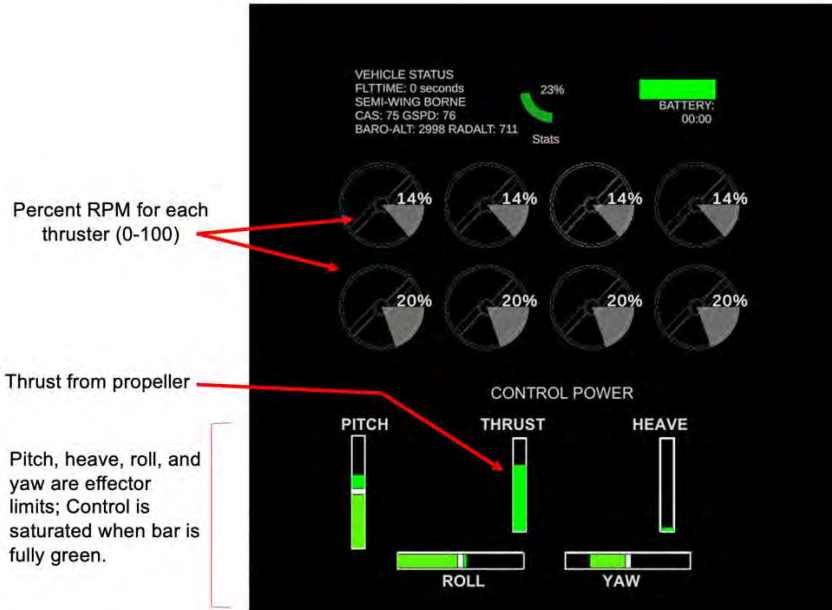 VEHICLE STATUS
FLTTIME: 0 seconds
SEMI-WING BORNE
CAS: 75 GSPD: 76
BARO-ALT: 2998 RADALT: 711
23%
Stats
BATTERY:
00:00
Percent RPM for each
thruster (0-100)
14% 14% 14% 14%
20% 20% 20% 20%
Thrust from propeller
CONTROL POWER
PITCH THRUST HEAVE
Pitch, heave, roll, and
yaw are effector
limits; Control is
saturated when bar is
fully green.
ROLL YAW